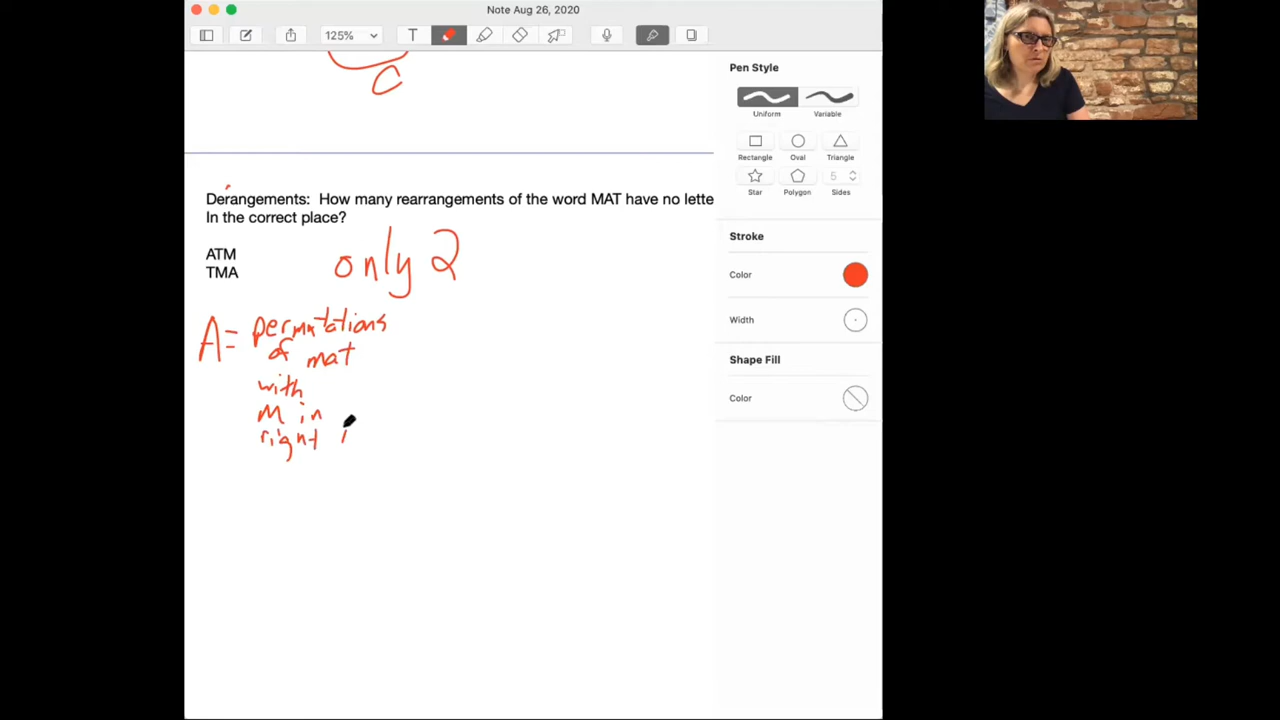 Note Aug 26, 2020
125%
T
Pen Style
Uniform
Variable
Rectangle
Oval
Triangle
5
Star
Polygon
Sides
Stroke
Color
Width
Shape Fill
Color
C
Derangements: How many rearrangements of the word MAT have no lette
In the correct place?
ATM
TMA
only 2
A = permutations
of mat
with
M in
right